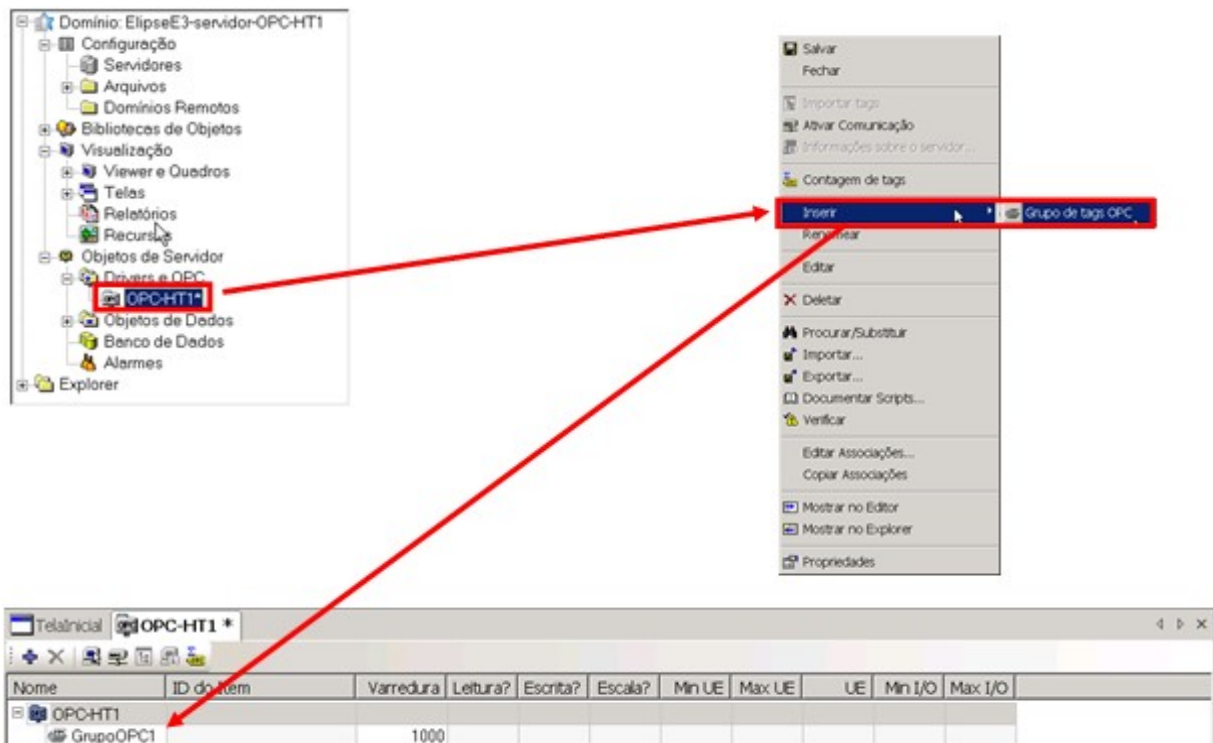 Domínio: ElipseE3-servidor-OPC-HT1
Configuração
Servidores
Arquivos
Domínios Remotos
Bibliotecas de Objetos
Visualização
Viewer e Quadros
Telas
Relatórios
Recursos
Objetos de Servidor
Drivers e OPC
OPC-HT1*
Objetos de Dados
Banco de Dados
Alarmes
Explorer
Salvar
Fechar
Importar tags
Ativar Comunicação
Informações sobre o servidor...
Contagem de tags
Inserir
Grupo de tags OPC
Renomear
Editar
Deletar
Procurar/Substituir
Importar...
Exportar...
Documentar Scripts...
Verificar
Editar Associações...
Copiar Associações
Mostrar no Editor
Mostrar no Explorer
Propriedades
TelaInicial OPC-HT1 *
Nome ID do Item Varredura Leitura? Escrita? Escala? Min UE Max UE UE Min I/O Max I/O
OPC-HT1
GrupoOPC1 1000